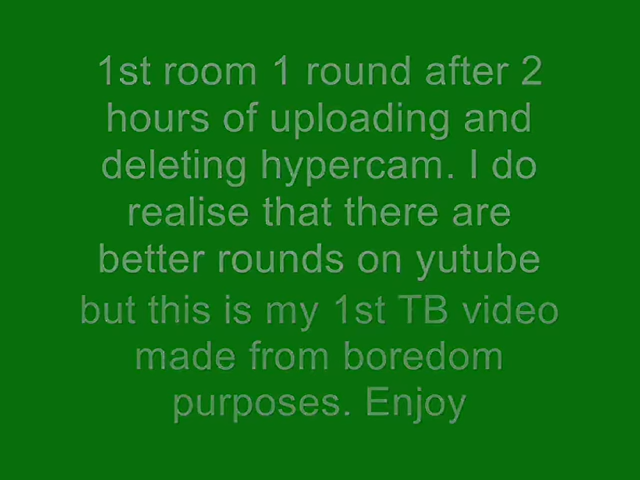 1st room 1 round after 2
hours of uploading and
deleting hypercam. I do
realise that there are
better rounds on yutube
but this is my 1st TB video
made from boredom
purposes. Enjoy